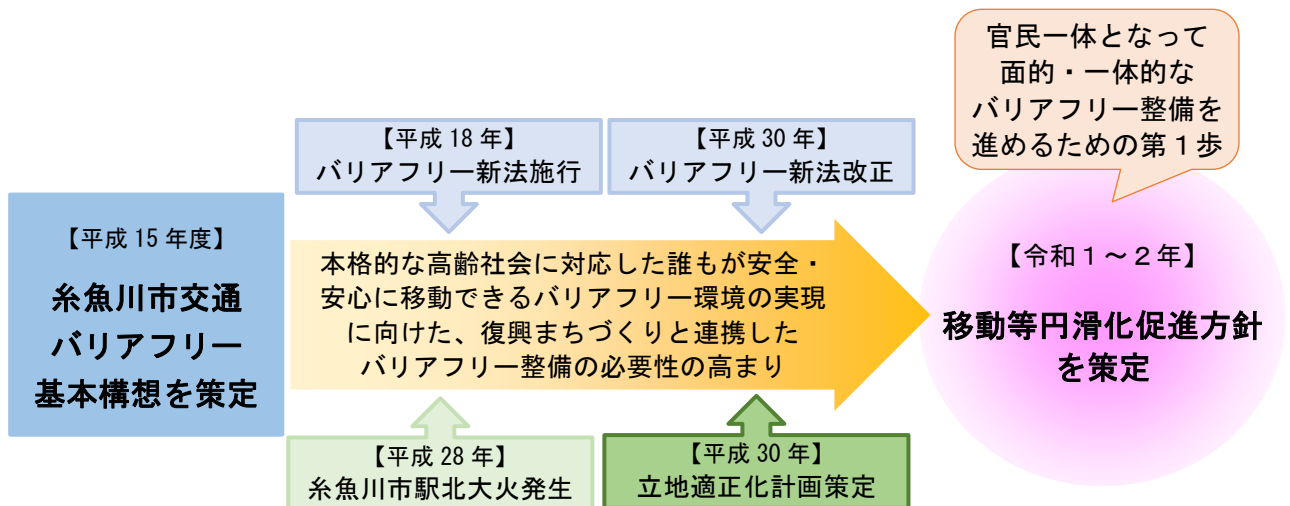 官民一体となって
面的・一体的な
バリアフリー整備を
進めるための第１歩
【平成 18 年】
バリアフリー新法施行
【平成 30 年】
バリアフリー新法改正
【平成 15 年度】
糸魚川市交通
バリアフリー
基本構想を策定
本格的な高齢社会に対応した誰もが安全・
安心に移動できるバリアフリー環境の実現
に向けた、復興まちづくりと連携した
バリアフリー整備の必要性の高まり
【令和１～２年】
移動等円滑化促進方針
を策定
【平成 28 年】
糸魚川市駅北大火発生
【平成 30 年】
立地適正化計画策定